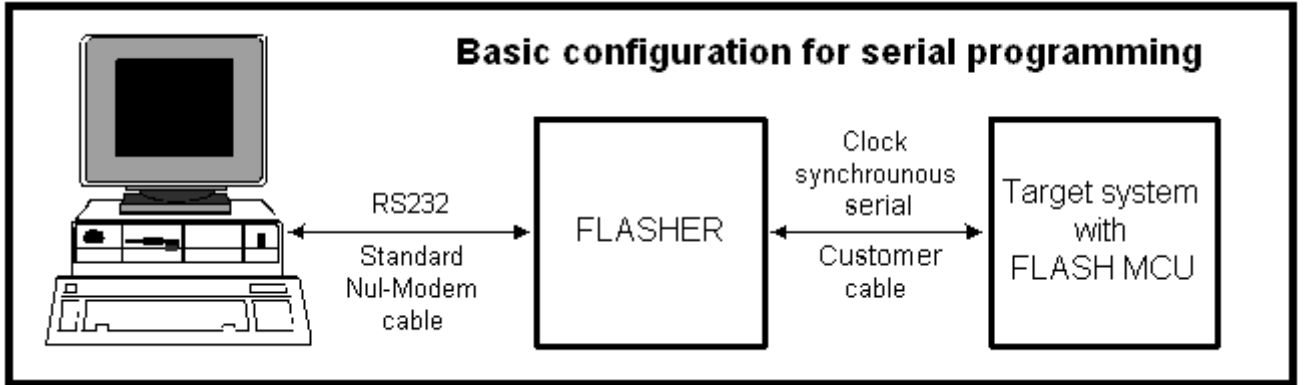 Basic configuration for serial programming
RS232
Standard
Nul-Modem
cable
FLASHER
Clock
synchrounous
serial
Customer
cable
Target system
with
FLASH MCU